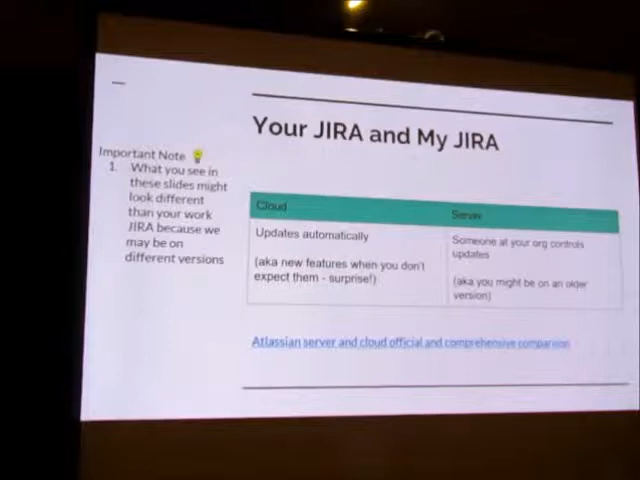 Your JIRA and My JIRA
Important Note 💡
1. What you see in
these slides might
look different
than your work
JIRA because we
may be on
different versions
Cloud
Server
Updates automatically
(aka new features when you don't
expect them - surprise!)
Someone at your org controls
updates
(aka you might be on an older
version)
Atlassian server and cloud official and comprehensive comparison